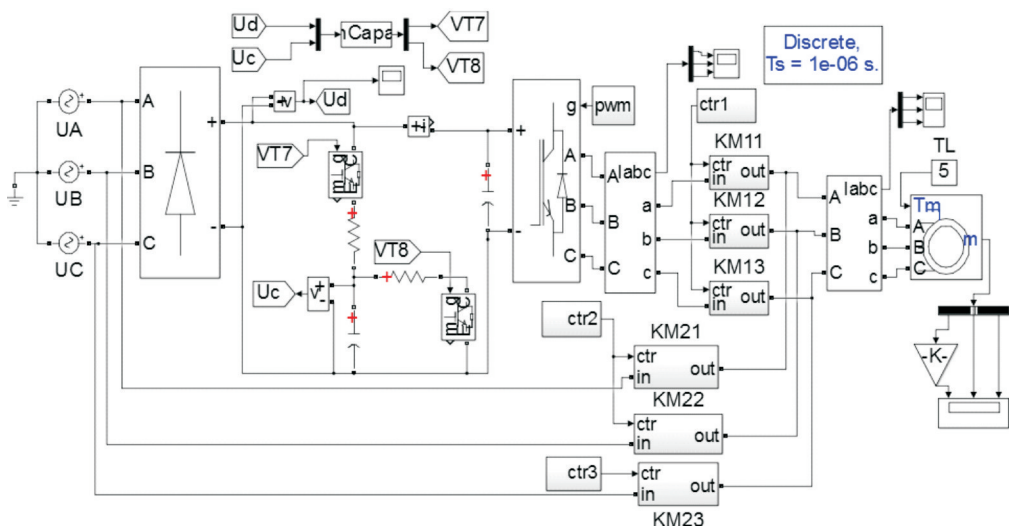 Ud
Uc
nCapa
VT7
VT8
Discrete,
Ts = 1e-06 s.
UA
UB
UC
A
B
C
+
-
+v
-
Ud
VT7
g
m
+
+i
-
+
-
g
pwm
A
B
C
Iabc
A
B
C
a
b
c
ctr1
KM11
ctr
in
out
KM12
ctr
in
out
KM13
ctr
in
out
Iabc
A
B
C
a
b
c
TL
5
Tm
A
B
C
m
Uc
v
+
-
+
+
VT8
g
m
+
ctr2
KM21
ctr
in
out
KM22
ctr
in
out
ctr3
ctr
in
out
KM23
-K-